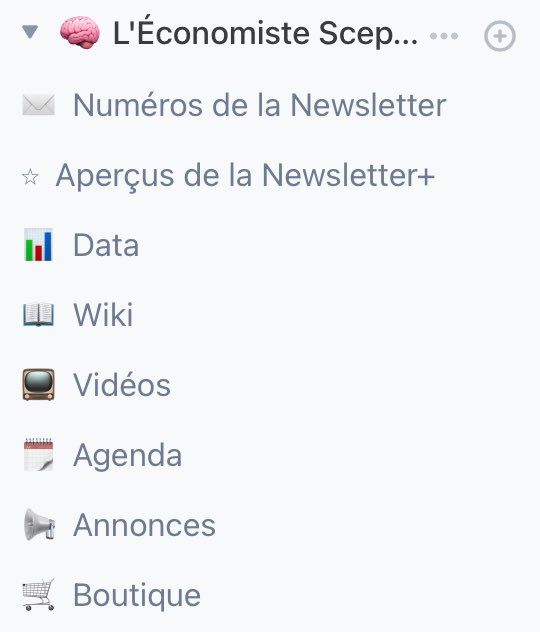 L'Économiste Scep...
Numéros de la Newsletter
Aperçus de la Newsletter+
Data
Wiki
Vidéos
Agenda
Annonces
Boutique